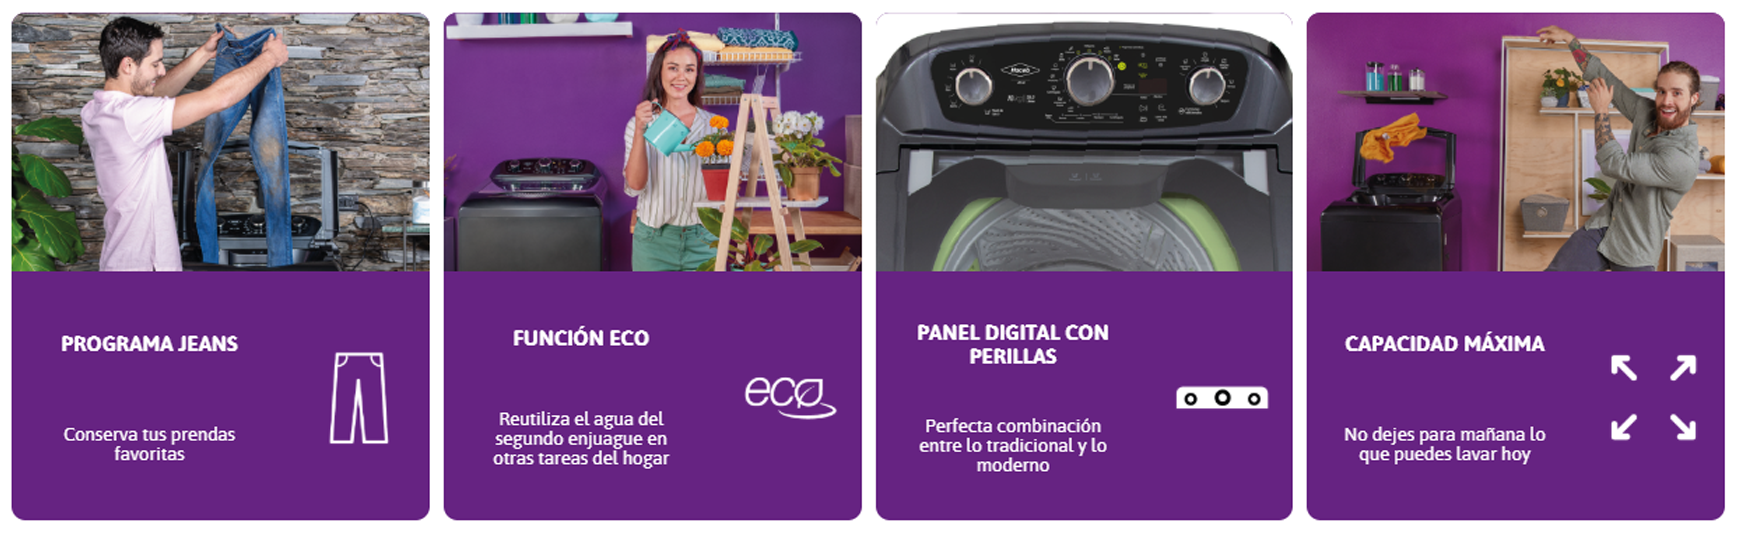 PROGRAMA JEANS
Conserva tus prendas
favoritas
FUNCIÓN ECO
eco
Reutiliza el agua del
segundo enjuague en
otras tareas del hogar
Haceb
PANEL DIGITAL CON
PERILLAS
Perfecta combinación
entre lo tradicional y lo
moderno
CAPACIDAD MÁXIMA
No dejes para mañana lo
que puedes lavar hoy